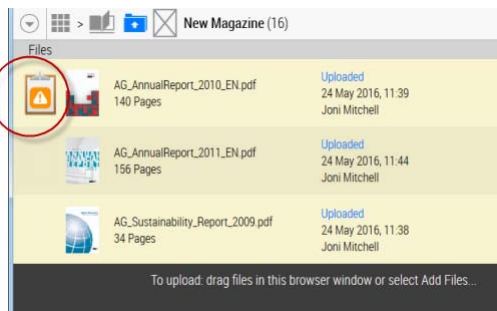 > New Magazine (16)
Files
AG_AnnualReport_2010_EN.pdf
140 Pages
Uploaded
24 May 2016, 11:39
Joni Mitchell
AG_AnnualReport_2011_EN.pdf
156 Pages
Uploaded
24 May 2016, 11:44
Joni Mitchell
AG_Sustainability_Report_2009.pdf
34 Pages
Uploaded
24 May 2016, 11:38
Joni Mitchell
To upload: drag files in this browser window or select Add Files...